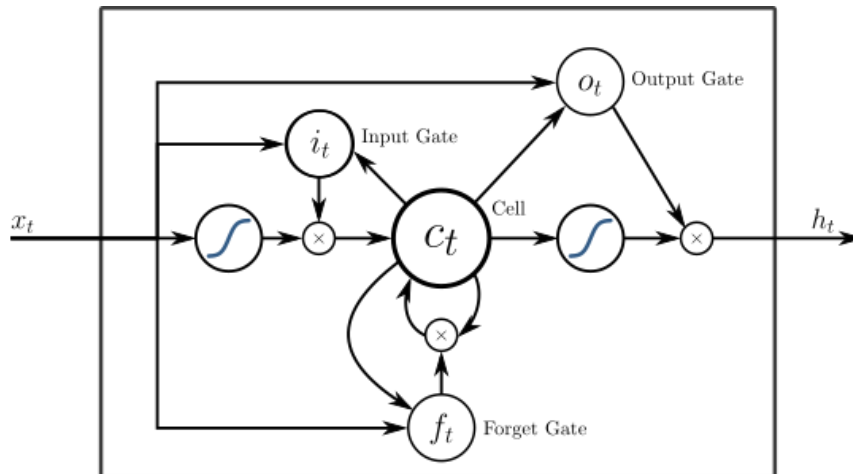 o_t Output Gate
i_t Input Gate
x_t
×
c_t
Cell
×
h_t
×
f_t Forget Gate